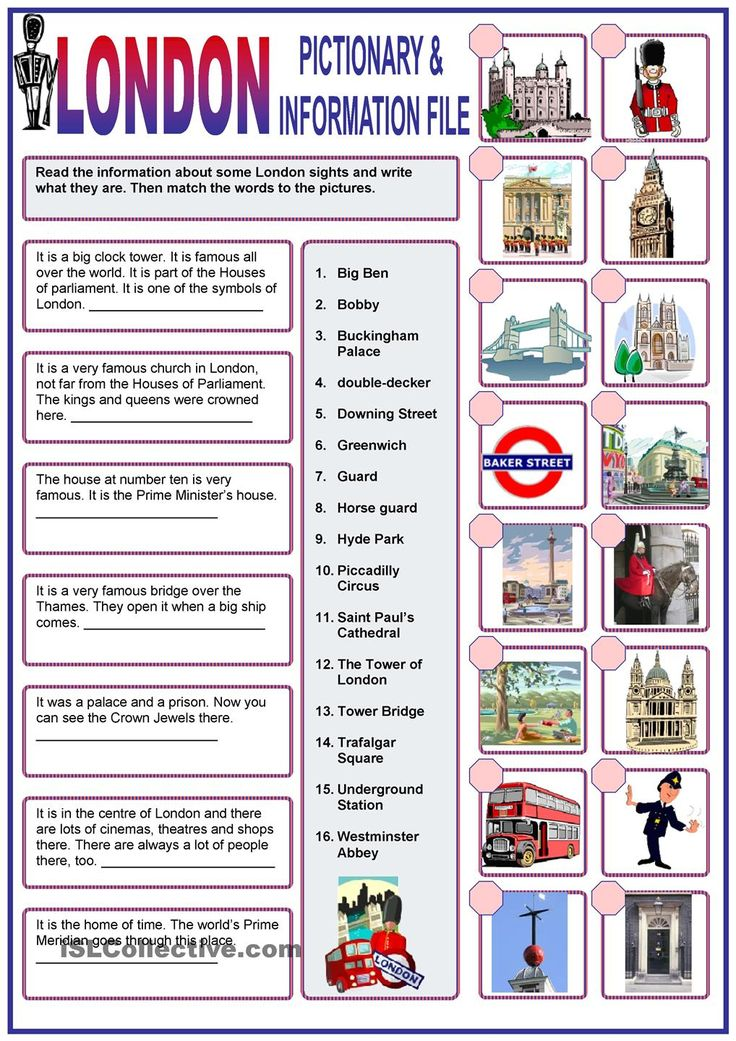 LONDON
PICTIONARY &
INFORMATION FILE
Read the information about some London sights and write
what they are. Then match the words to the pictures.
It is a big clock tower. It is famous all
over the world. It is part of the Houses
of parliament. It is one of the symbols of
London. ________________________
It is a very famous church in London,
not far from the Houses of Parliament.
The kings and queens were crowned
here. _________________________
The house at number ten is very
famous. It is the Prime Minister's house.
_________________________
It is a very famous bridge over the
Thames. They open it when a big ship
comes. _________________________
It was a palace and a prison. Now you
can see the Crown Jewels there.
_________________________
It is in the centre of London and there
are lots of cinemas, theatres and shops
there. There are always a lot of people
there, too. ________________________
It is the home of time. The world's Prime
Meridian goes through this place.
_________________________
iSLCollective.com
1. Big Ben
2. Bobby
3. Buckingham
Palace
4. double-decker
5. Downing Street
6. Greenwich
7. Guard
8. Horse guard
9. Hyde Park
10. Piccadilly
Circus
11. Saint Paul's
Cathedral
12. The Tower of
London
13. Tower Bridge
14. Trafalgar
Square
15. Underground
Station
16. Westminster
Abbey
LONDON
BAKER STREET
TD